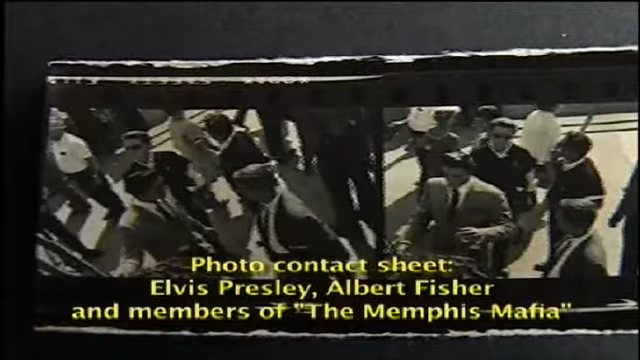 Photo contact sheet:
Elvis Presley, Albert Fisher
and members of "The Memphis Mafia"